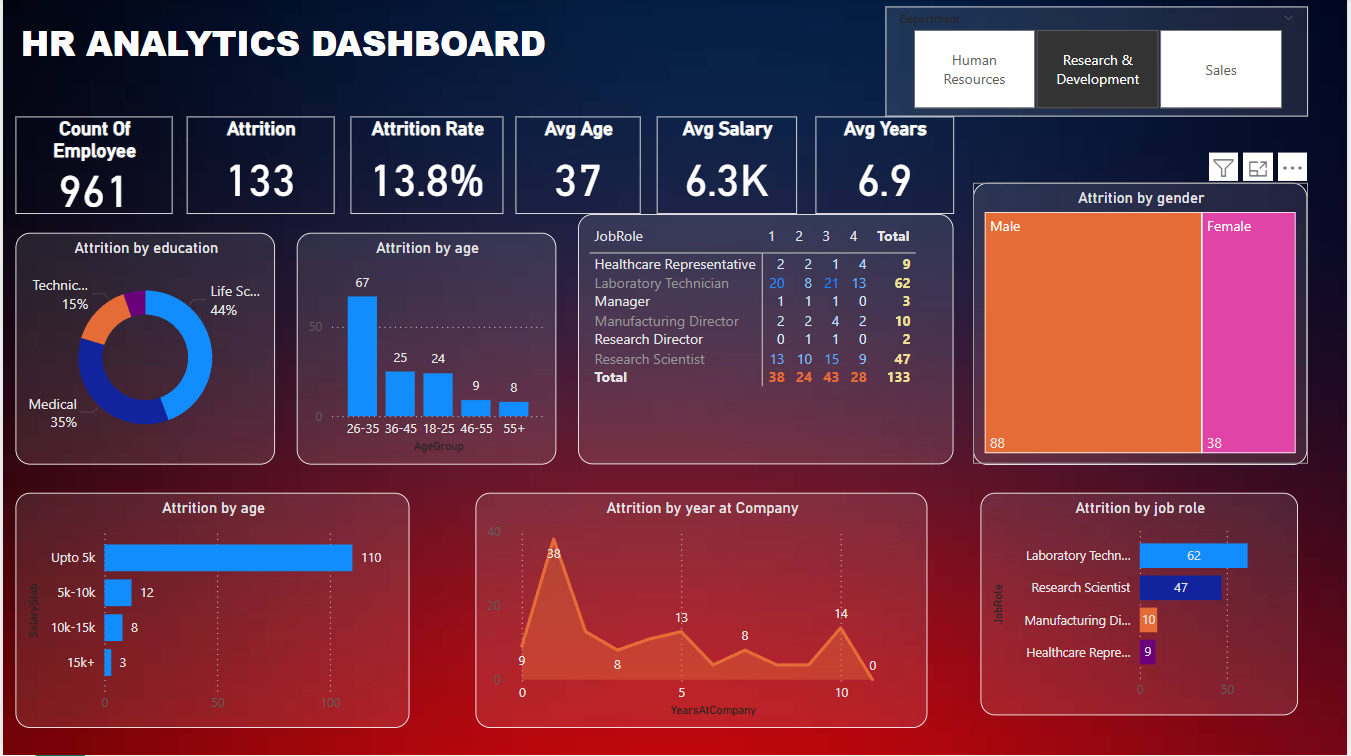 HR ANALYTICS DASHBOARD
Department
Human
Resources
Research &
Development
Sales
Count Of
Employee
961
Attrition
133
Attrition Rate
13.8%
Avg Age
37
Avg Salary
6.3K
Avg Years
6.9
Attrition by education
Technic...
15%
Life Sc...
44%
Medical
35%
Attrition by age
67
50
25
24
9
8
0
26-35 36-45 18-25 46-55 55+
AgeGroup
JobRole 1 2 3 4 Total
Healthcare Representative 2 2 1 4 9
Laboratory Technician 20 8 21 13 62
Manager 1 1 1 0 3
Manufacturing Director 2 2 4 2 10
Research Director 0 1 1 0 2
Research Scientist 13 10 15 9 47
Total 38 24 43 28 133
Attrition by gender
Male
88
Female
38
Attrition by age
SalarySlab
Upto 5k 110
5k-10k 12
10k-15k 8
15k+ 3
0 50 100
Attrition by year at Company
40
20
0
9
38
8
13
8
14
0
0 5 10
YearsAtCompany
Attrition by job role
JobRole
Laboratory Techn... 62
Research Scientist 47
Manufacturing Di... 10
Healthcare Repre... 9
0 50